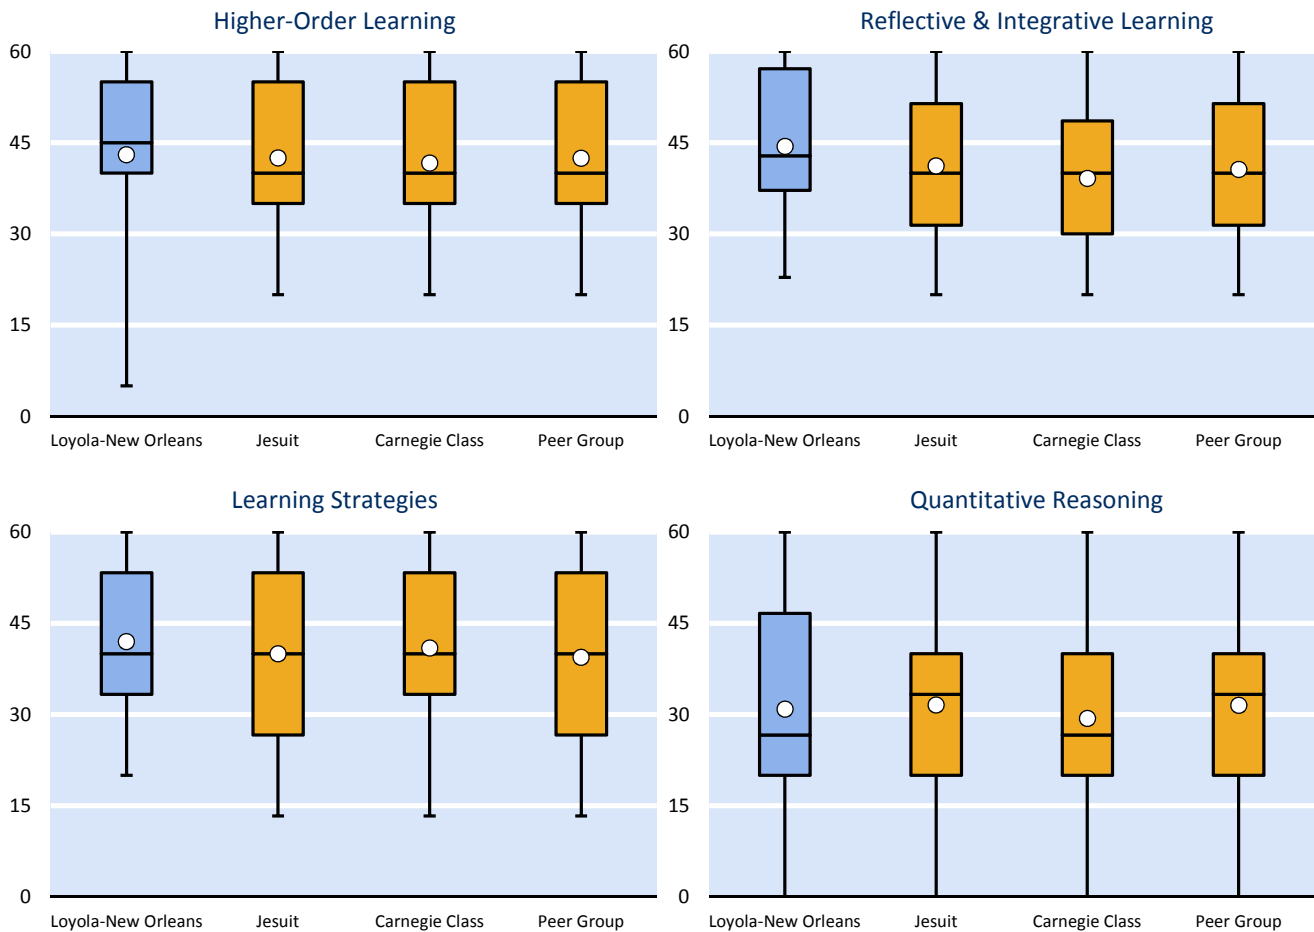 Higher-Order Learning
60
45
30
15
0
Loyola-New Orleans Jesuit Carnegie Class Peer Group
Reflective & Integrative Learning
60
45
30
15
0
Loyola-New Orleans Jesuit Carnegie Class Peer Group
Learning Strategies
60
45
30
15
0
Loyola-New Orleans Jesuit Carnegie Class Peer Group
Quantitative Reasoning
60
45
30
15
0
Loyola-New Orleans Jesuit Carnegie Class Peer Group